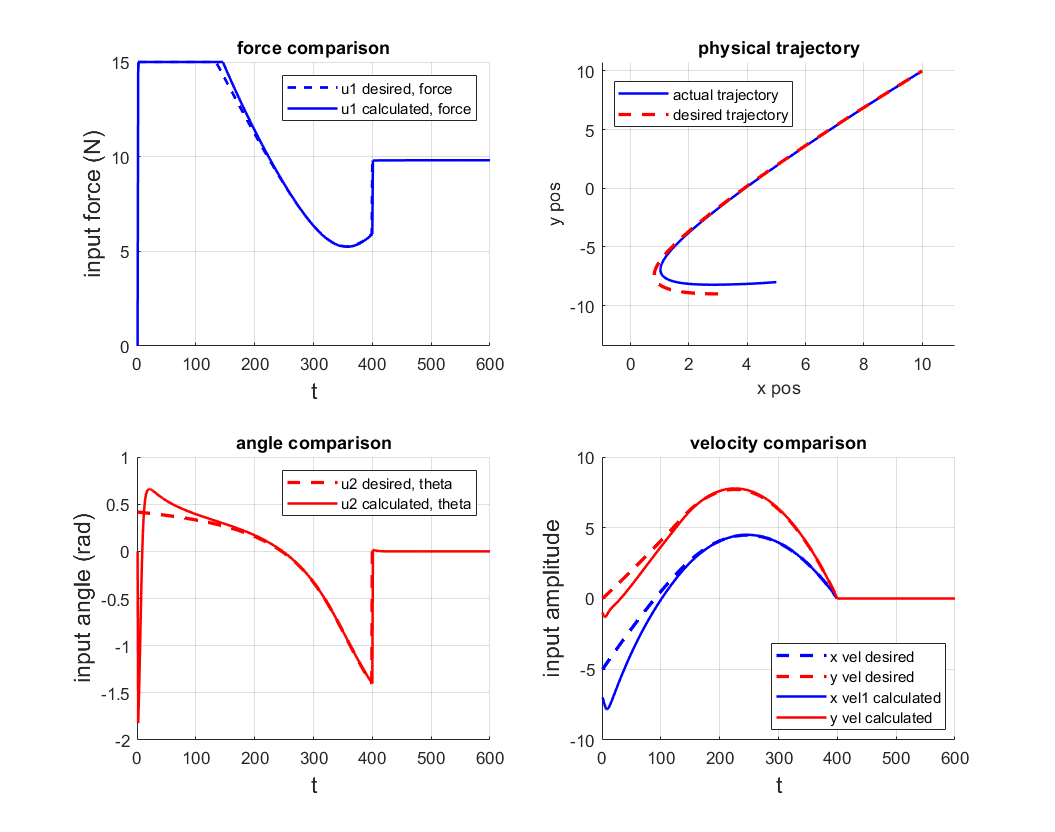 force comparison
15
10
5
0
input force (N)
u1 desired, force
u1 calculated, force
0 100 200 300 400 500 600
t
physical trajectory
10
5
0
-5
-10
y pos
actual trajectory
desired trajectory
0 2 4 6 8 10
x pos
angle comparison
1
0.5
0
-0.5
-1
-1.5
-2
input angle (rad)
u2 desired, theta
u2 calculated, theta
0 100 200 300 400 500 600
t
velocity comparison
10
5
0
-5
-10
input amplitude
x vel desired
y vel desired
x vel1 calculated
y vel calculated
0 100 200 300 400 500 600
t